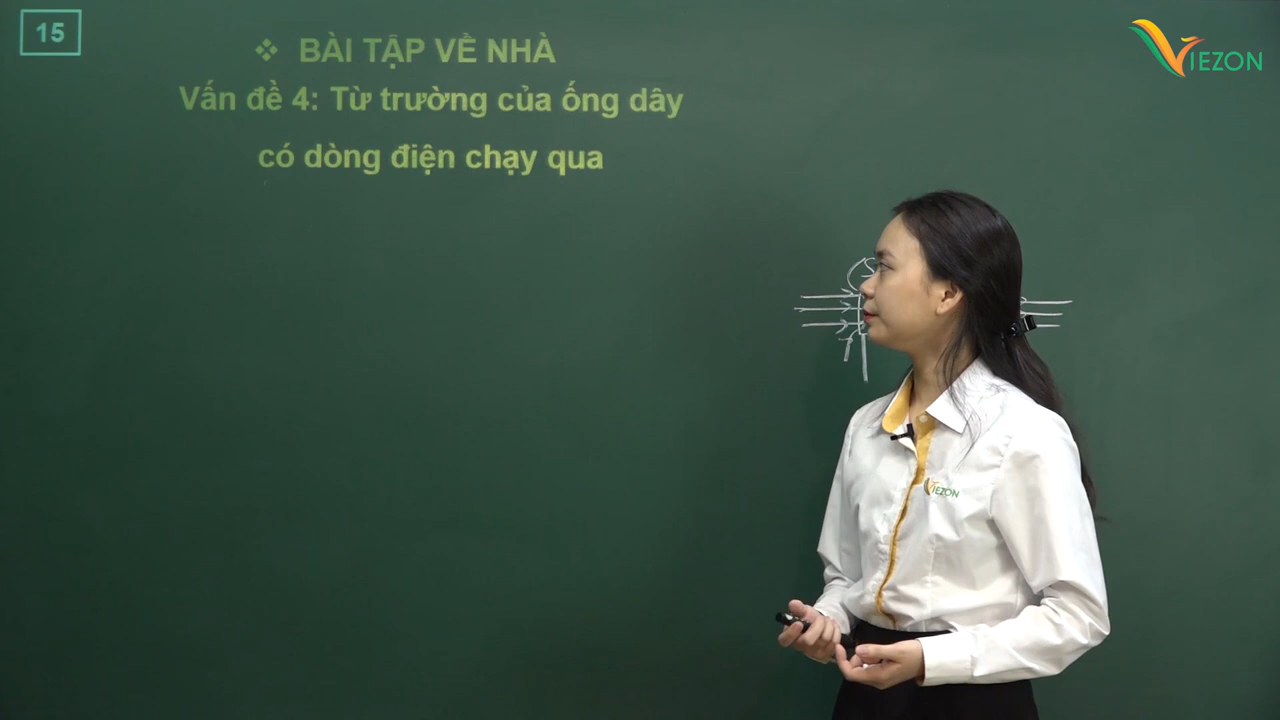 15
❖ BÀI TẬP VỀ NHÀ
VIEZON
Vấn đề 4: Từ trường của ống dây
có dòng điện chạy qua
VIEZON